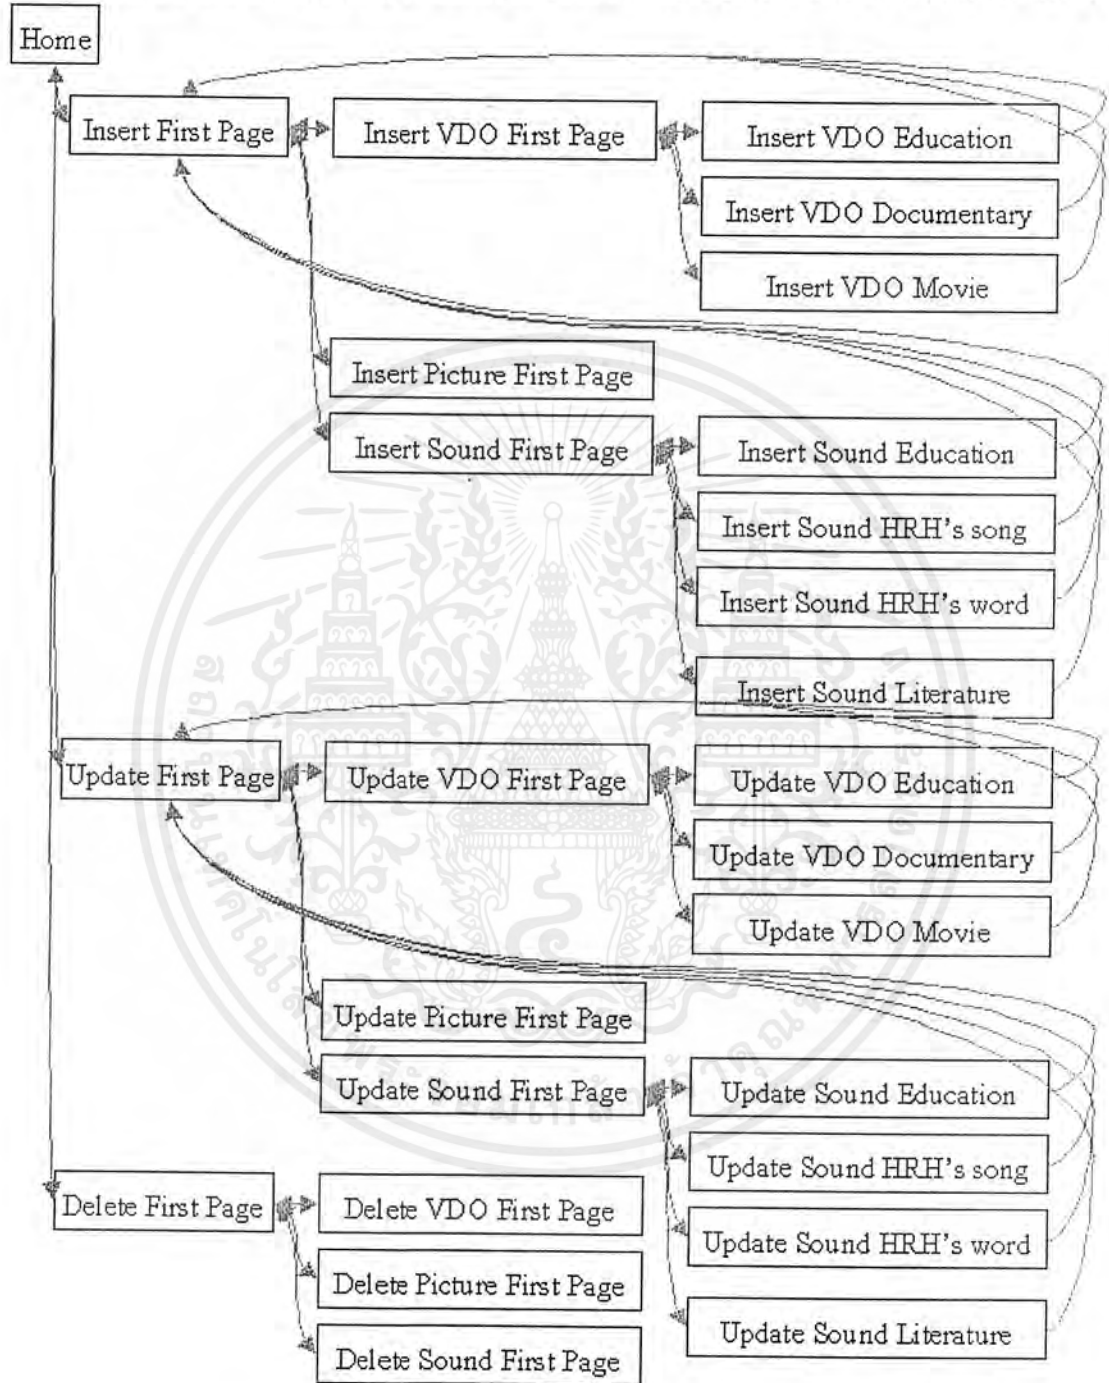 Home
Insert First Page
Insert VDO First Page
Insert VDO Education
Insert VDO Documentary
Insert VDO Movie
Insert Picture First Page
Insert Sound First Page
Insert Sound Education
Insert Sound HRH's song
Insert Sound HRH's word
Insert Sound Literature
Update First Page
Update VDO First Page
Update VDO Education
Update VDO Documentary
Update VDO Movie
Update Picture First Page
Update Sound First Page
Update Sound Education
Update Sound HRH's song
Update Sound HRH's word
Update Sound Literature
Delete First Page
Delete VDO First Page
Delete Picture First Page
Delete Sound First Page